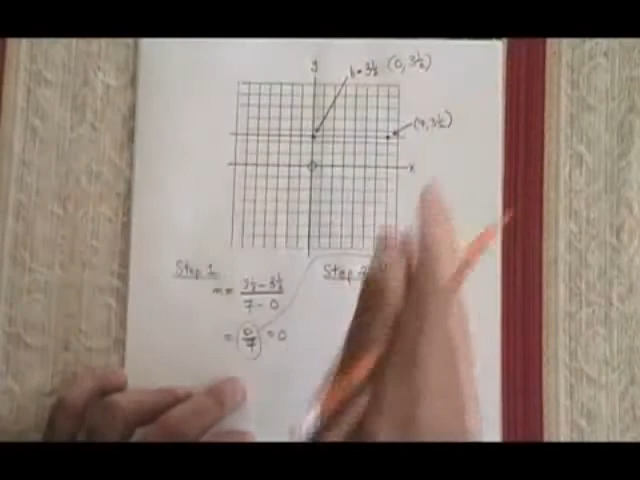 y
b = 3½ (0, 3½)
(7, 3½)
x
Step 1
m = 3½ - 3½ / 7 - 0
= 0/7 = 0
Step 2